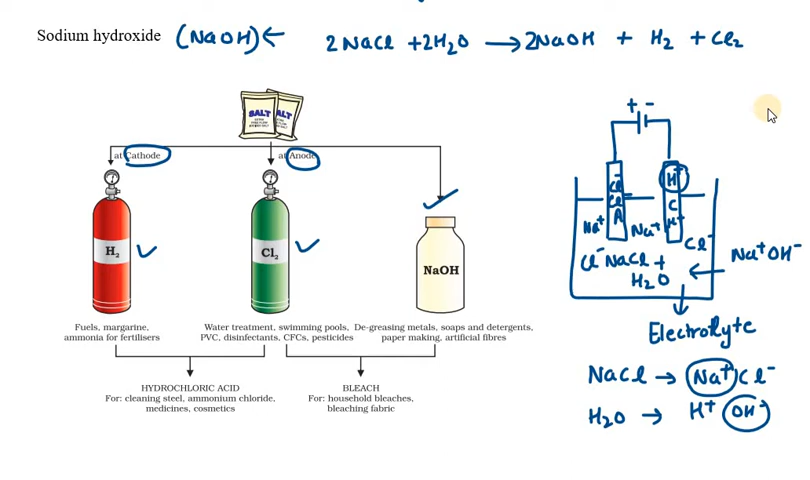 Sodium hydroxide (NaOH) ← 2NaCl + 2H₂O → 2NaOH + H₂ + Cl₂
SALT SALT
at Cathode
at Anode
+ -
H₂
Cl₂
NaOH
Cl⁻
Cl⁻
A
H⁺
C
H⁺
Na⁺
Na⁺
Cl⁻
Cl⁻ NaCl +
H₂O
Na⁺OH⁻
Electrolyte
Fuels, margarine,
ammonia for fertilisers
Water treatment, swimming pools,
PVC, disinfectants, CFCs, pesticides
De-greasing metals, soaps and detergents,
paper making, artificial fibres
HYDROCHLORIC ACID
For: cleaning steel, ammonium chloride,
medicines, cosmetics
BLEACH
For: household bleaches,
bleaching fabric
NaCl → Na⁺ Cl⁻
H₂O → H⁺ OH⁻